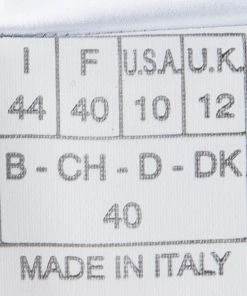 I F U.S.A. U.K.
44 40 10 12
B - CH - D - DK
40
MADE IN ITALY